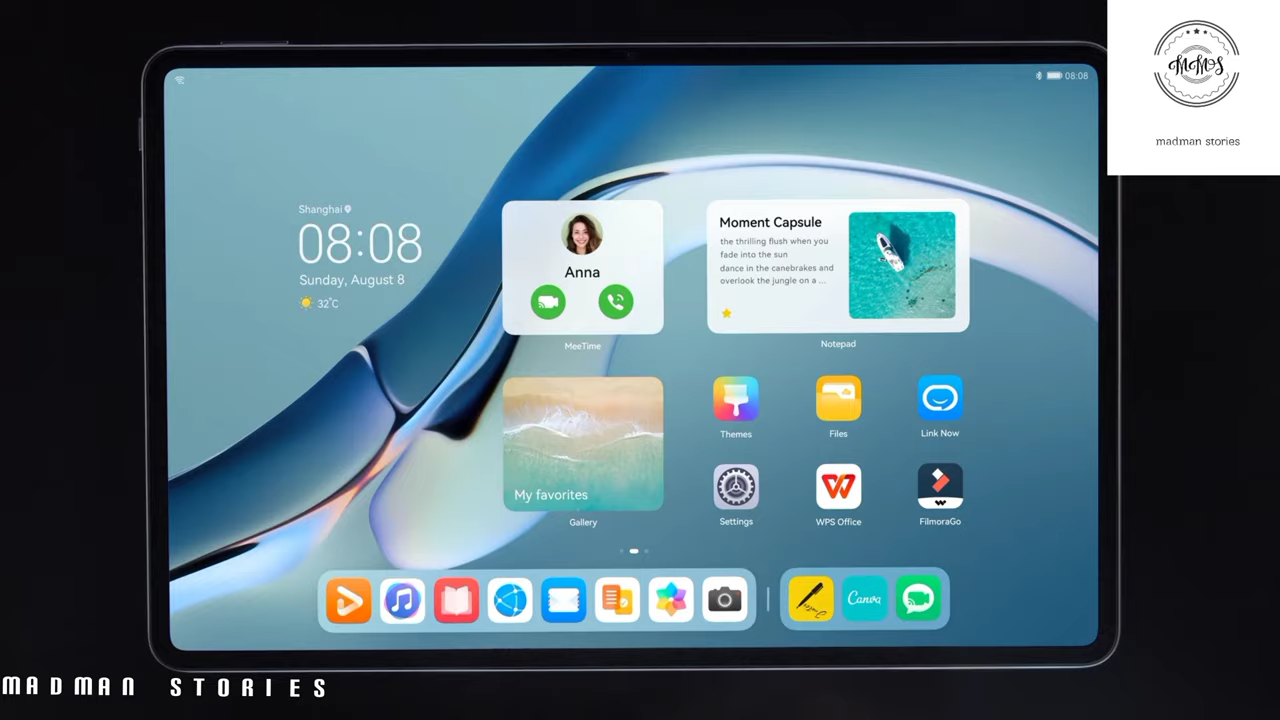 MMOS
madman stories
08:08
Shanghai
08:08
Sunday, August 8
32°C
Anna
MeeTime
Moment Capsule
the thrilling flush when you
fade into the sun
dance in the canebrakes and
overlook the jungle on a ...
Notepad
My favorites
Gallery
Themes
Files
Link Now
Settings
WPS Office
FilmoraGo
Canva
MADMAN STORIES